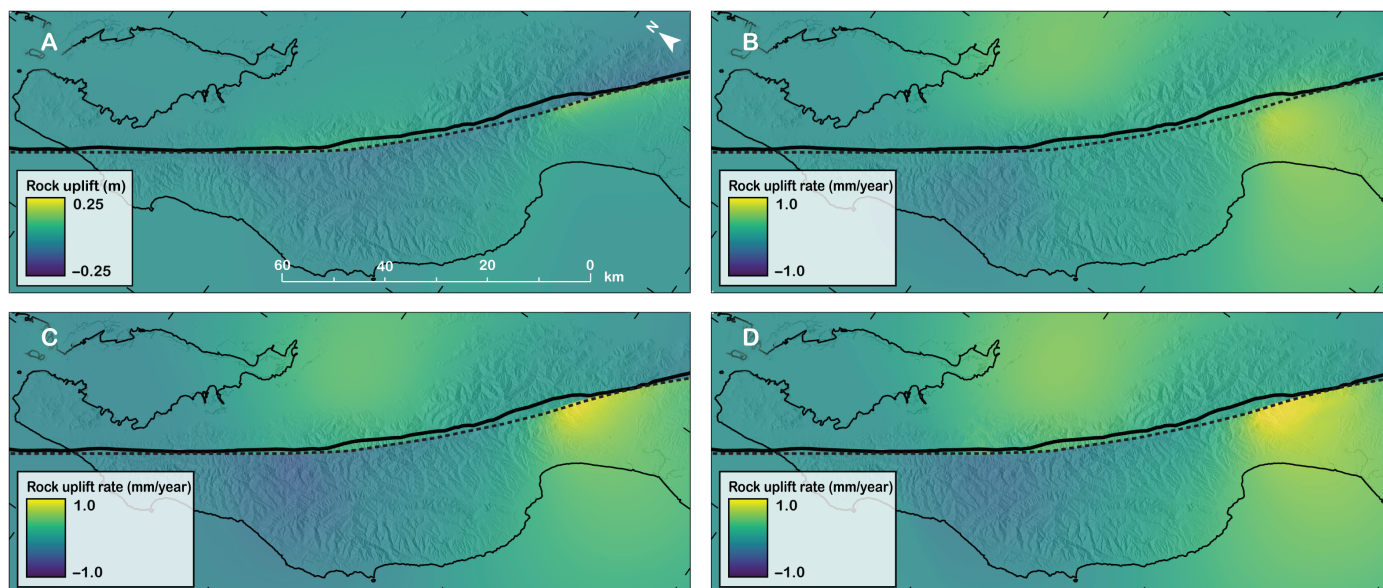 A
N
Rock uplift (m)
0.25
−0.25
60
40
20
0
km
B
Rock uplift rate (mm/year)
1.0
−1.0
C
Rock uplift rate (mm/year)
1.0
−1.0
D
Rock uplift rate (mm/year)
1.0
−1.0